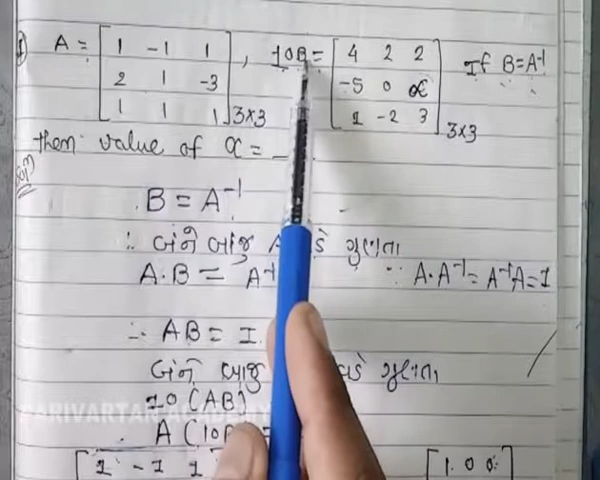 A = [ 1 -1 1 , 10B = [ 4 2 2 If B = A⁻¹
2 1 -3 -5 0 α
1 1 1 ]3×3 1 -2 3 ]3×3
then value of α = _
B = A⁻¹
∴ બંને બાજુ A ડે ગુણતા
A·B = A⁻¹ ∵ A·A⁻¹ = A⁻¹A = I
∴ AB = I
બંને બાજુ વડે ગુણતા
10 (AB)
A (10B
[ 1 -1 1 [ 1 0 0 ]
PARIVARTAN ACADEMY